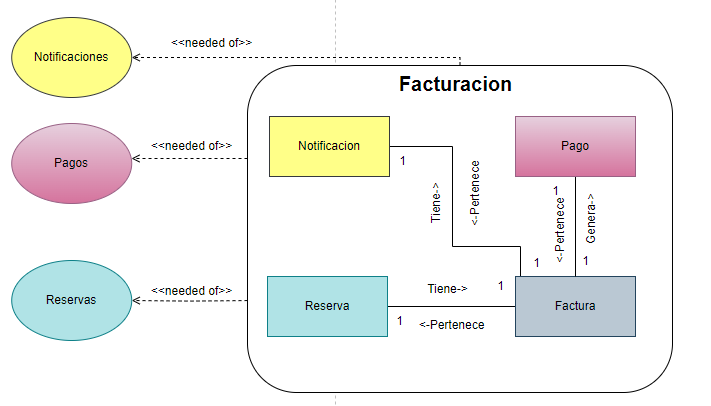 <<needed of>>
Notificaciones
Facturacion
Notificacion
Pago
<<needed of>>
Pagos
1
Tiene->
<-Pertenece
1
<-Pertenece
Genera->
1
1
<<needed of>>
Reservas
Reserva
Tiene->
1
Factura
1
<-Pertenece